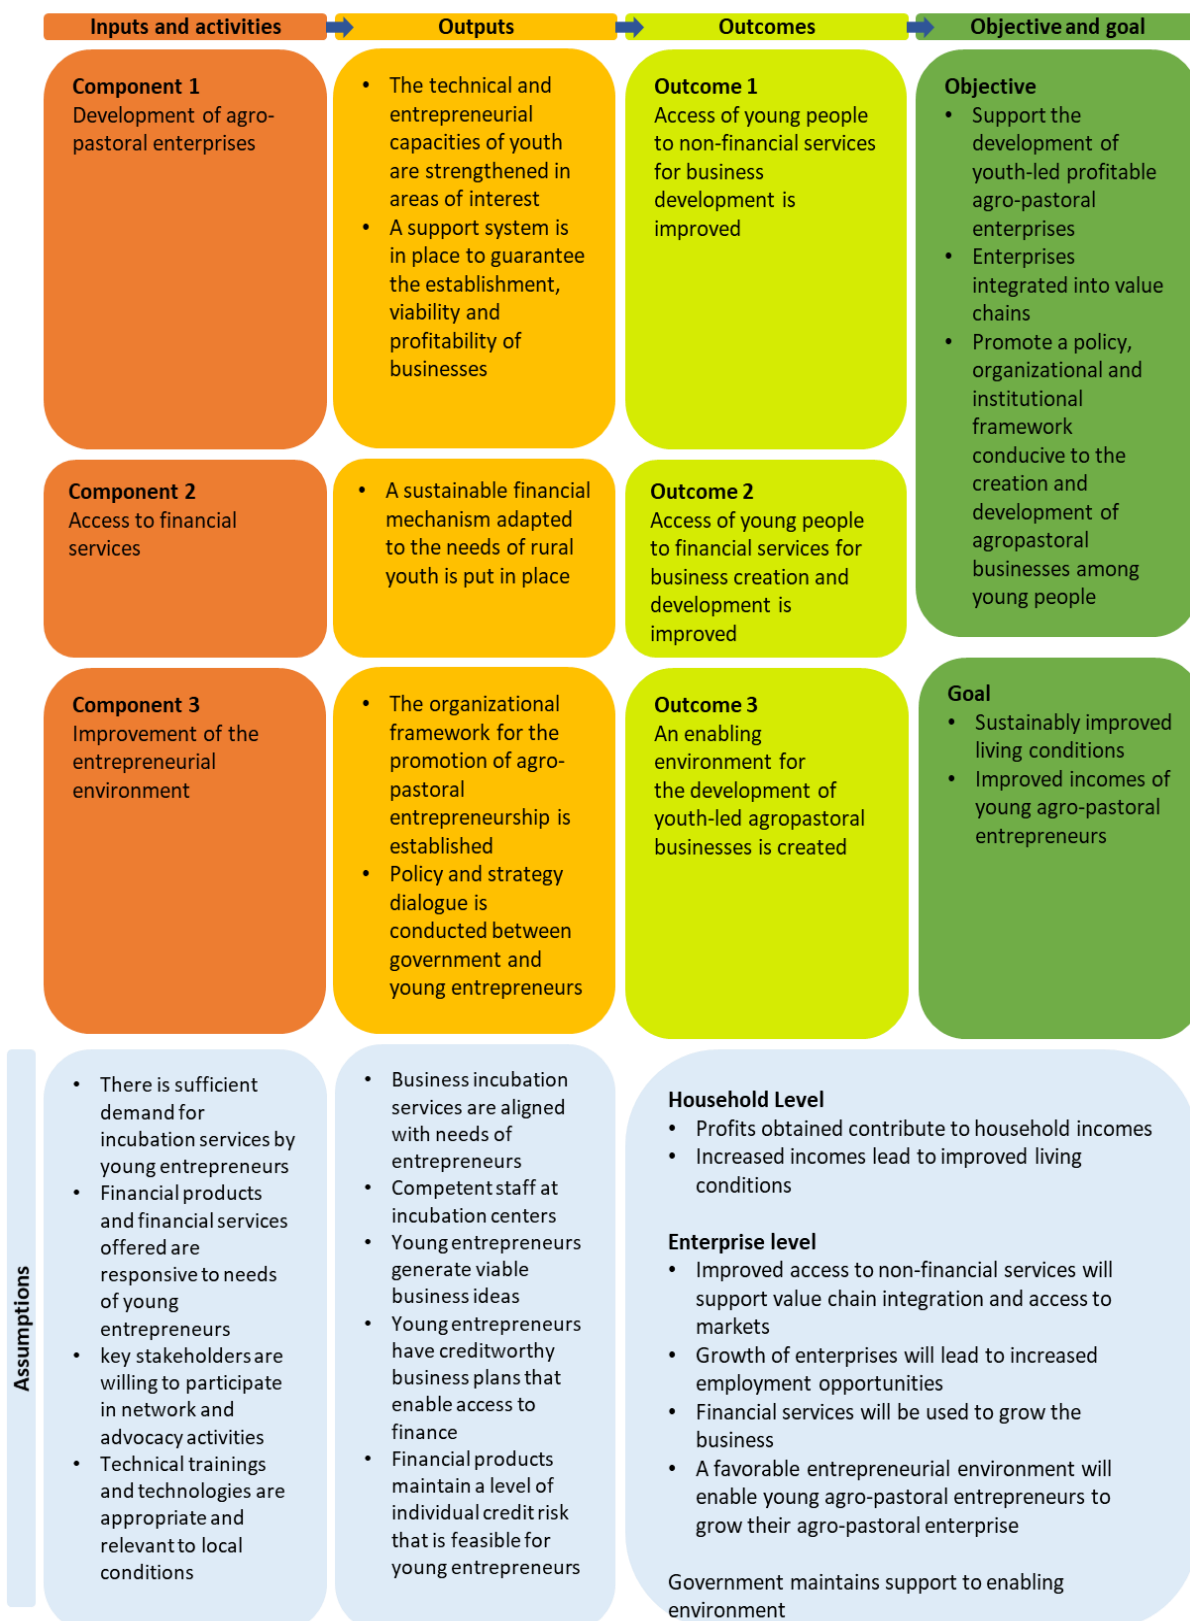 Inputs and activities
Outputs
Outcomes
Objective and goal
Component 1
Development of agro-
pastoral enterprises
• The technical and
entrepreneurial
capacities of youth
are strengthened in
areas of interest
• A support system is
in place to guarantee
the establishment,
viability and
profitability of
businesses
Outcome 1
Access of young people
to non-financial services
for business
development is
improved
Objective
• Support the
development of
youth-led profitable
agro-pastoral
enterprises
• Enterprises
integrated into value
chains
• Promote a policy,
organizational and
institutional
framework
conducive to the
creation and
development of
agropastoral
businesses among
young people
Component 2
Access to financial
services
• A sustainable financial
mechanism adapted
to the needs of rural
youth is put in place
Outcome 2
Access of young people
to financial services for
business creation and
development is
improved
Component 3
Improvement of the
entrepreneurial
environment
• The organizational
framework for the
promotion of agro-
pastoral
entrepreneurship is
established
• Policy and strategy
dialogue is
conducted between
government and
young entrepreneurs
Outcome 3
An enabling
environment for
the development of
youth-led agropastoral
businesses is created
Goal
• Sustainably improved
living conditions
• Improved incomes of
young agro-pastoral
entrepreneurs
Assumptions
• There is sufficient
demand for
incubation services by
young entrepreneurs
• Financial products
and financial services
offered are
responsive to needs
of young
entrepreneurs
• key stakeholders are
willing to participate
in network and
advocacy activities
• Technical trainings
and technologies are
appropriate and
relevant to local
conditions
• Business incubation
services are aligned
with needs of
entrepreneurs
• Competent staff at
incubation centers
• Young entrepreneurs
generate viable
business ideas
• Young entrepreneurs
have creditworthy
business plans that
enable access to
finance
• Financial products
maintain a level of
individual credit risk
that is feasible for
young entrepreneurs
Household Level
• Profits obtained contribute to household incomes
• Increased incomes lead to improved living
conditions
Enterprise level
• Improved access to non-financial services will
support value chain integration and access to
markets
• Growth of enterprises will lead to increased
employment opportunities
• Financial services will be used to grow the
business
• A favorable entrepreneurial environment will
enable young agro-pastoral entrepreneurs to
grow their agro-pastoral enterprise
Government maintains support to enabling
environment